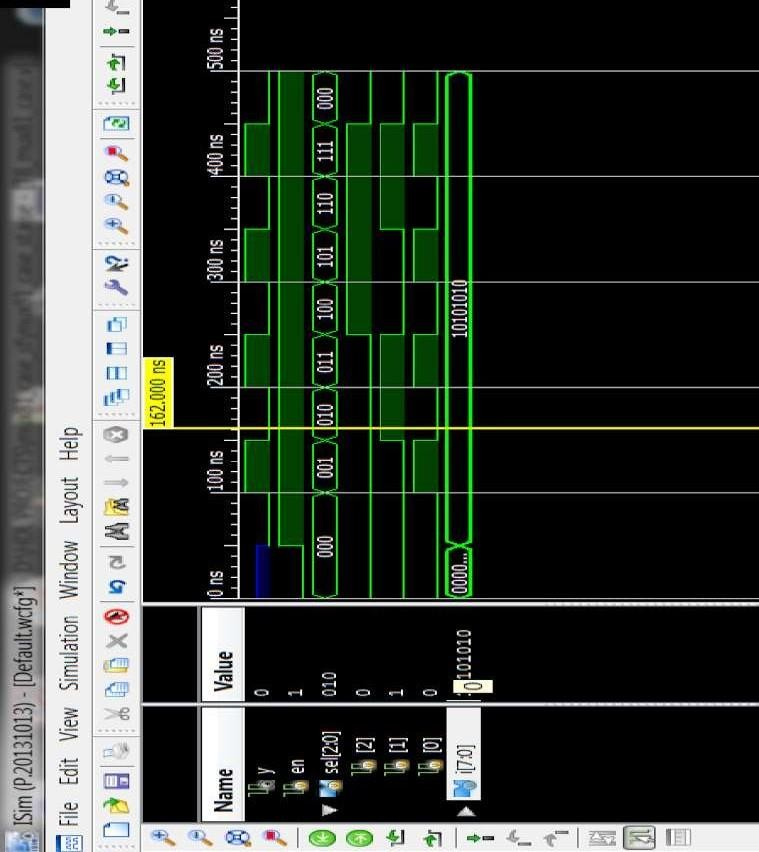 ISim (P.20131013) - [Default.wcfg*]
File Edit View Simulation Window Layout Help
162.000 ns
Name Value
0 ns 100 ns 200 ns 300 ns 400 ns 500 ns
y 0
en 1
sel[2:0] 010 000 001 010 011 100 101 110 111 000
[2] 0
[1] 1
[0] 0
i[7:0] 101010 0000... 10101010
0